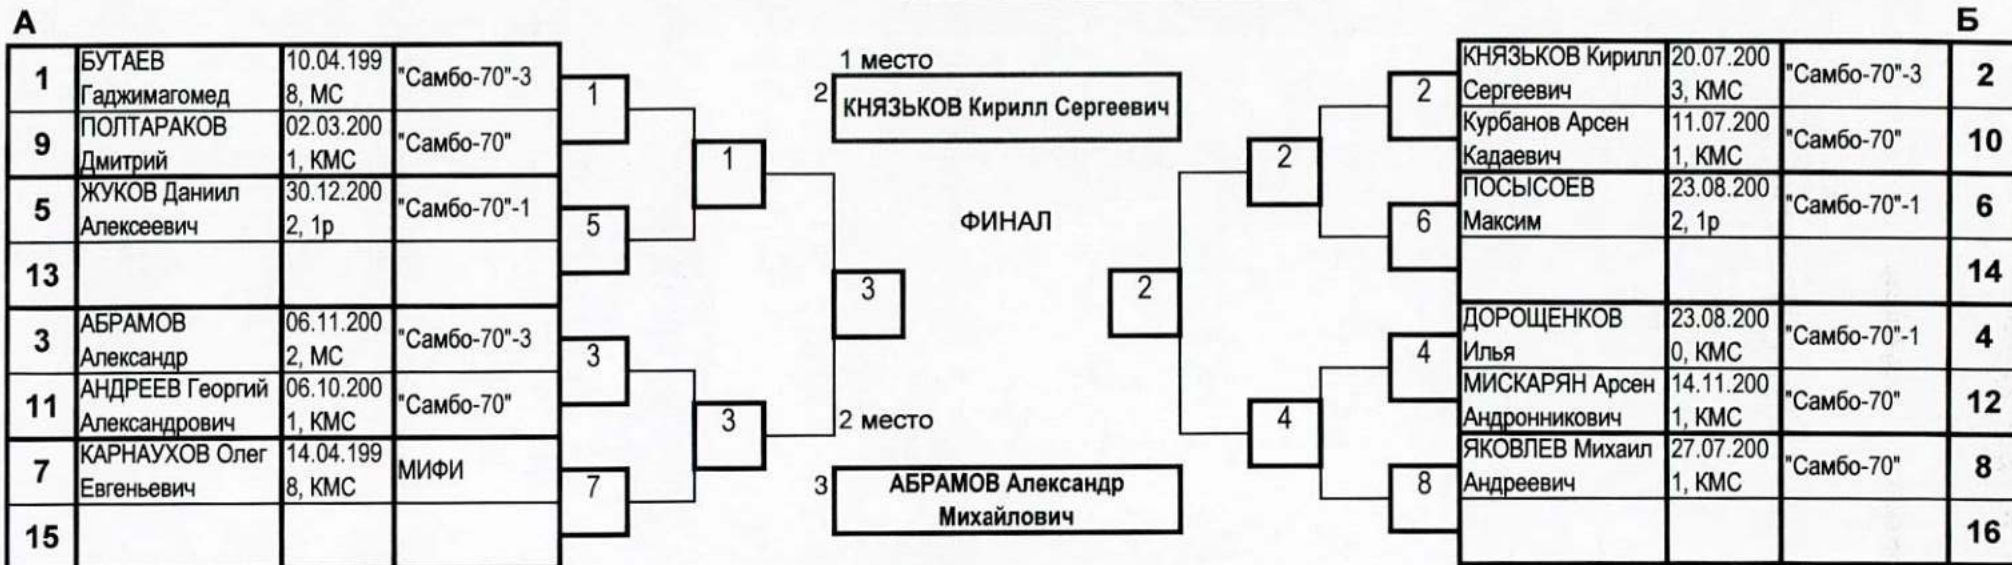 А
1
БУТАЕВ
Гаджимагомед
10.04.199
8, МС
"Самбо-70"-3
9
ПОЛТАРАКОВ
Дмитрий
02.03.200
1, КМС
"Самбо-70"
5
ЖУКОВ Даниил
Алексеевич
30.12.200
2, 1р
"Самбо-70"-1
13
3
АБРАМОВ
Александр
06.11.200
2, МС
"Самбо-70"-3
11
АНДРЕЕВ Георгий
Александрович
06.10.200
1, КМС
"Самбо-70"
7
КАРНАУХОВ Олег
Евгеньевич
14.04.199
8, КМС
МИФИ
15
1
5
3
7
1
3
3
1 место
2
КНЯЗЬКОВ Кирилл Сергеевич
ФИНАЛ
2 место
3
АБРАМОВ Александр
Михайлович
2
2
4
2
6
4
8
Б
КНЯЗЬКОВ Кирилл
Сергеевич
20.07.200
3, КМС
"Самбо-70"-3
2
Курбанов Арсен
Кадаевич
11.07.200
1, КМС
"Самбо-70"
10
ПОСЫСОЕВ
Максим
23.08.200
2, 1р
"Самбо-70"-1
6
14
ДОРОЩЕНКОВ
Илья
23.08.200
0, КМС
"Самбо-70"-1
4
МИСКАРЯН Арсен
Андронникович
14.11.200
1, КМС
"Самбо-70"
12
ЯКОВЛЕВ Михаил
Андреевич
27.07.200
1, КМС
"Самбо-70"
8
16